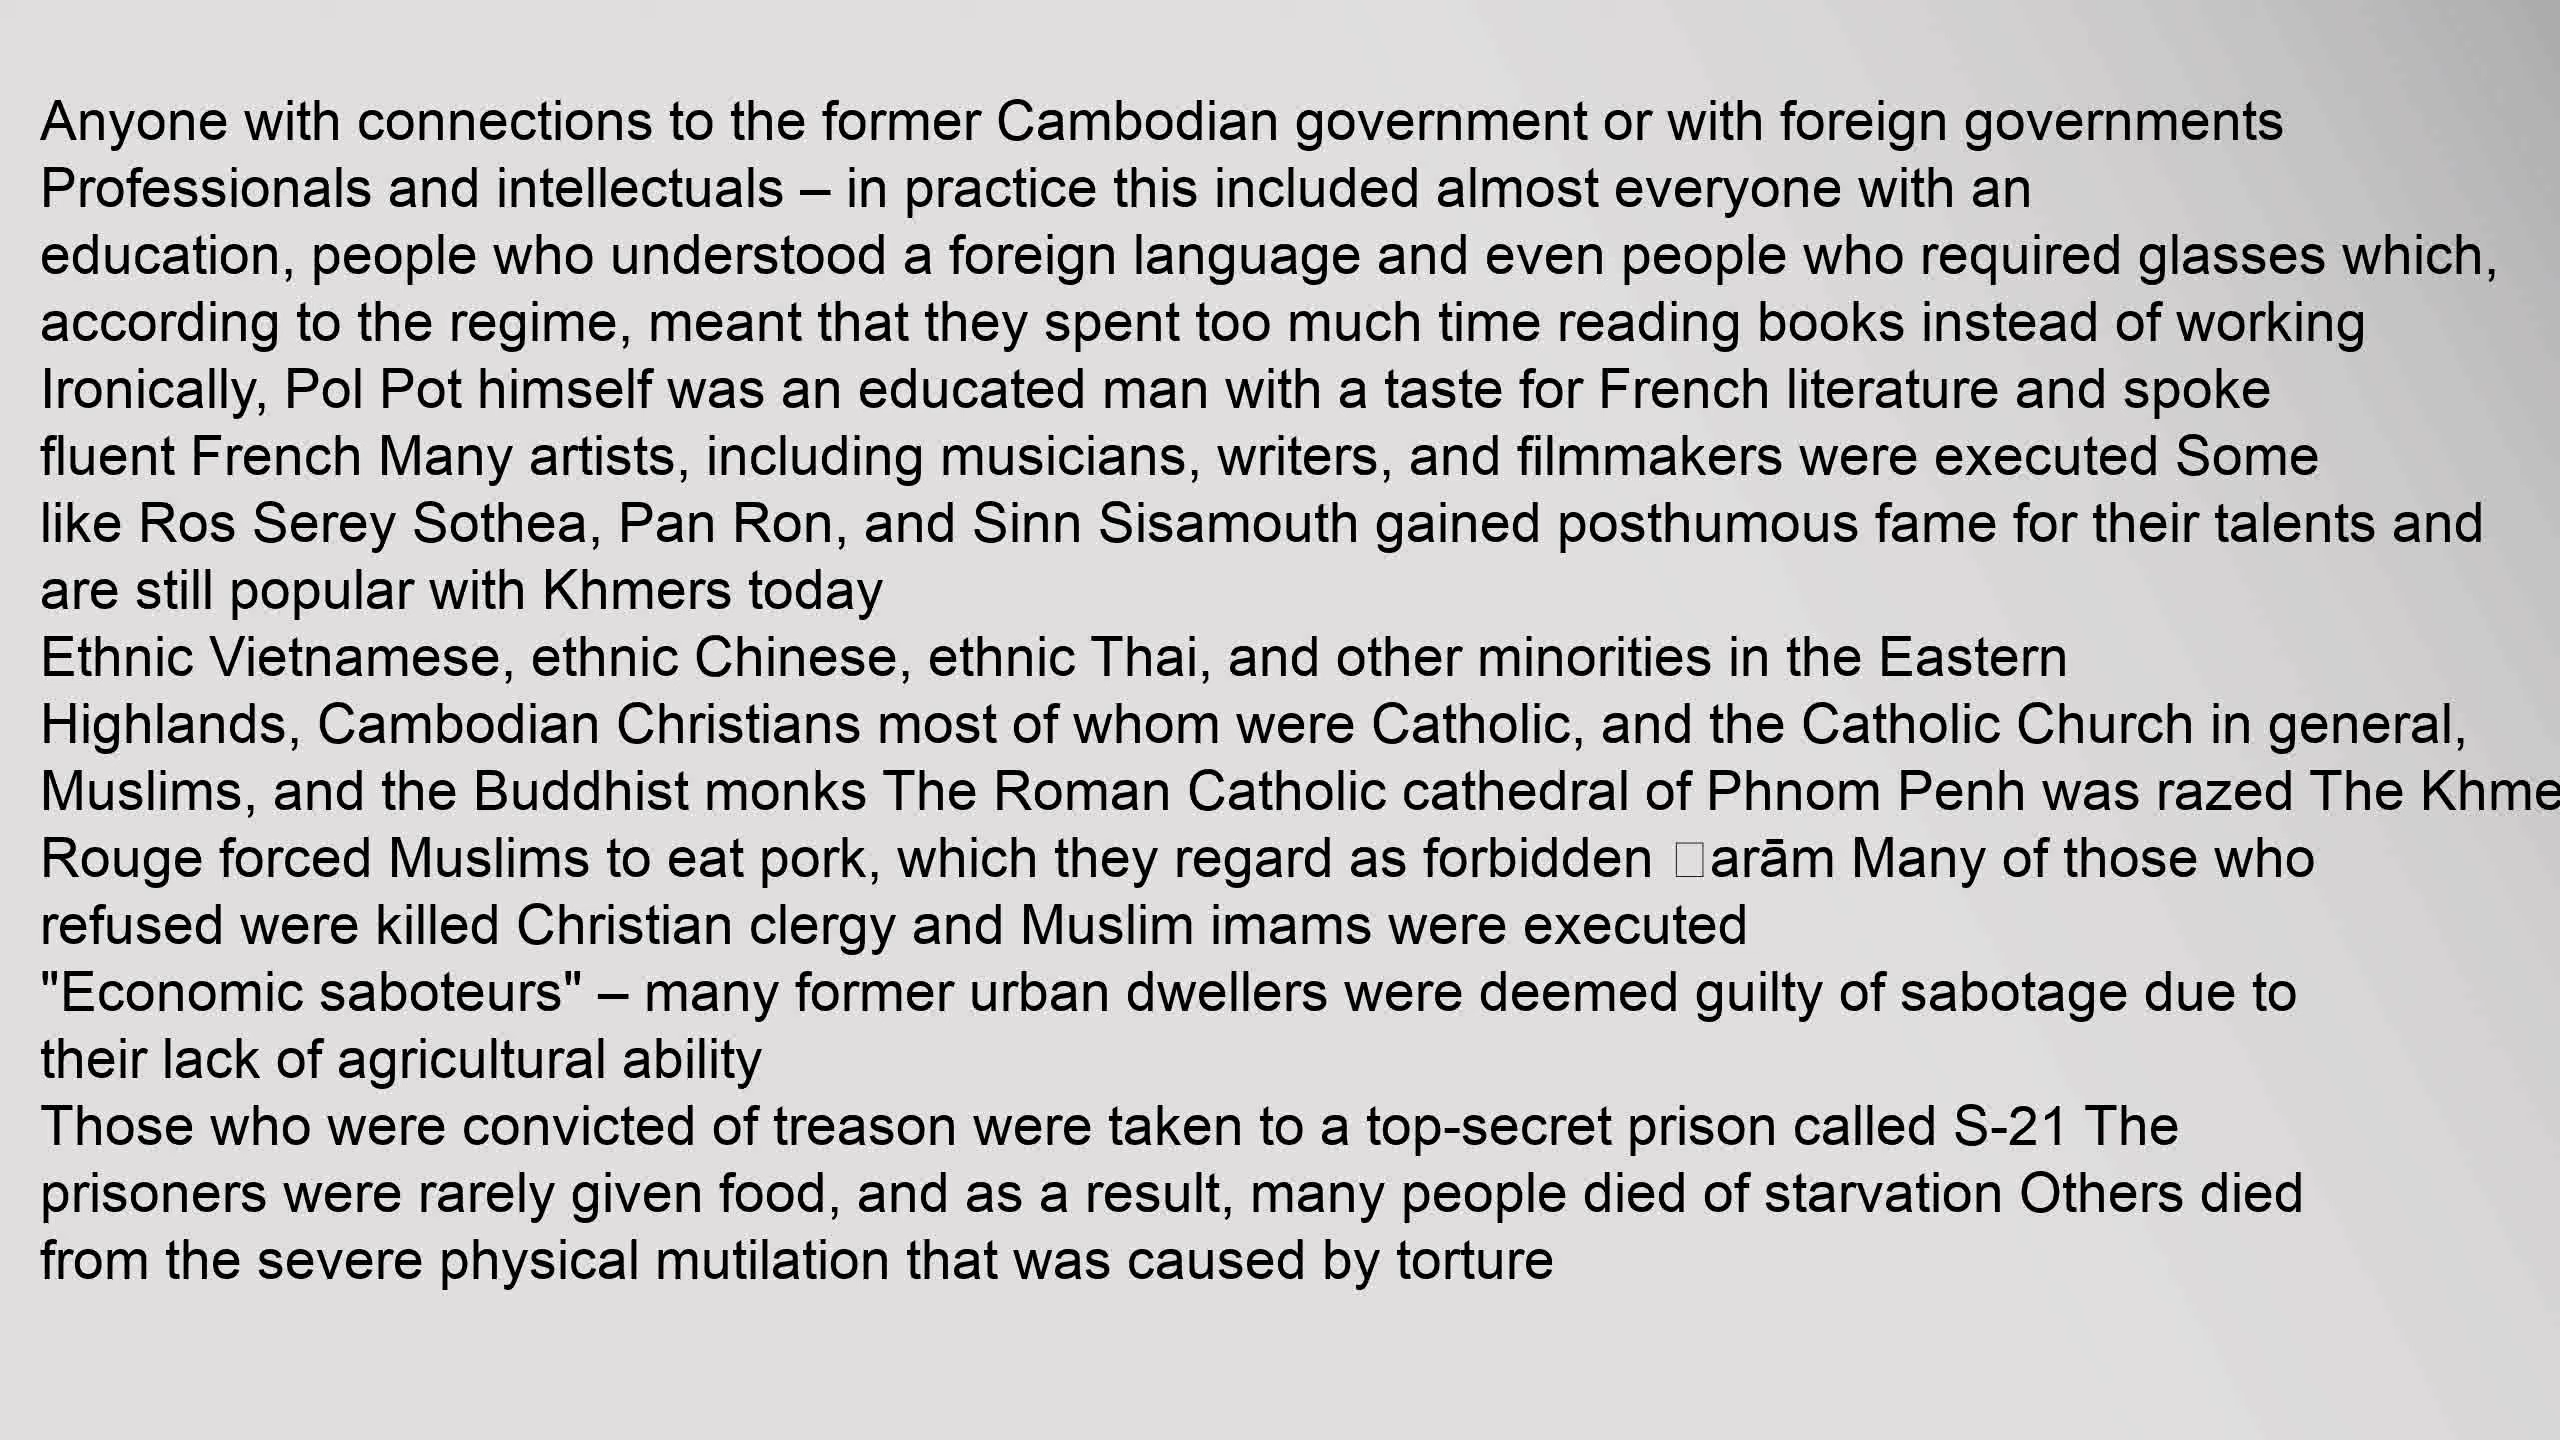 Anyone with connections to the former Cambodian government or with foreign governments
Professionals and intellectuals – in practice this included almost everyone with an
education, people who understood a foreign language and even people who required glasses which,
according to the regime, meant that they spent too much time reading books instead of working
Ironically, Pol Pot himself was an educated man with a taste for French literature and spoke
fluent French Many artists, including musicians, writers, and filmmakers were executed Some
like Ros Serey Sothea, Pan Ron, and Sinn Sisamouth gained posthumous fame for their talents and
are still popular with Khmers today
Ethnic Vietnamese, ethnic Chinese, ethnic Thai, and other minorities in the Eastern
Highlands, Cambodian Christians most of whom were Catholic, and the Catholic Church in general,
Muslims, and the Buddhist monks The Roman Catholic cathedral of Phnom Penh was razed The Khme
Rouge forced Muslims to eat pork, which they regard as forbidden □arām Many of those who
refused were killed Christian clergy and Muslim imams were executed
"Economic saboteurs" – many former urban dwellers were deemed guilty of sabotage due to
their lack of agricultural ability
Those who were convicted of treason were taken to a top-secret prison called S-21 The
prisoners were rarely given food, and as a result, many people died of starvation Others died
from the severe physical mutilation that was caused by torture